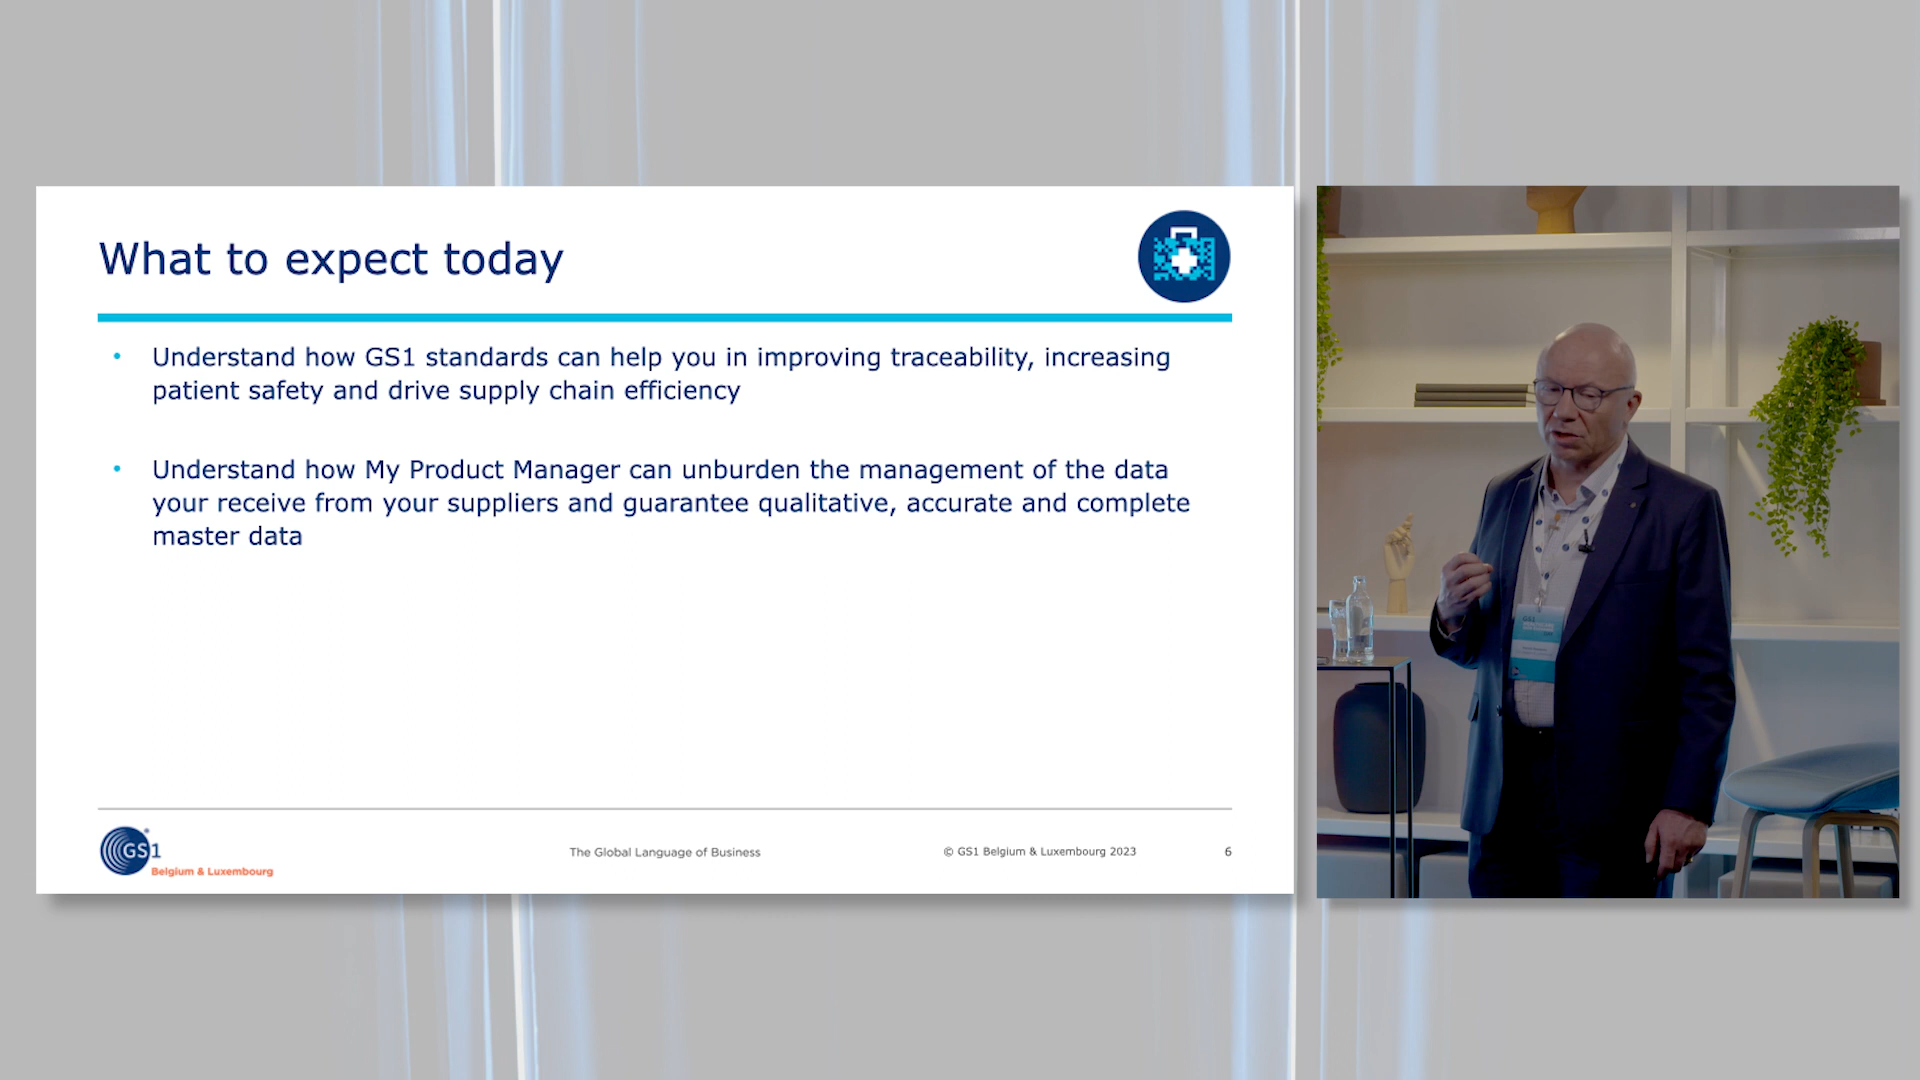 What to expect today
• Understand how GS1 standards can help you in improving traceability, increasing
patient safety and drive supply chain efficiency
• Understand how My Product Manager can unburden the management of the data
your receive from your suppliers and guarantee qualitative, accurate and complete
master data
GS1
Belgium & Luxembourg
The Global Language of Business
© GS1 Belgium & Luxembourg 2023
6
GS1